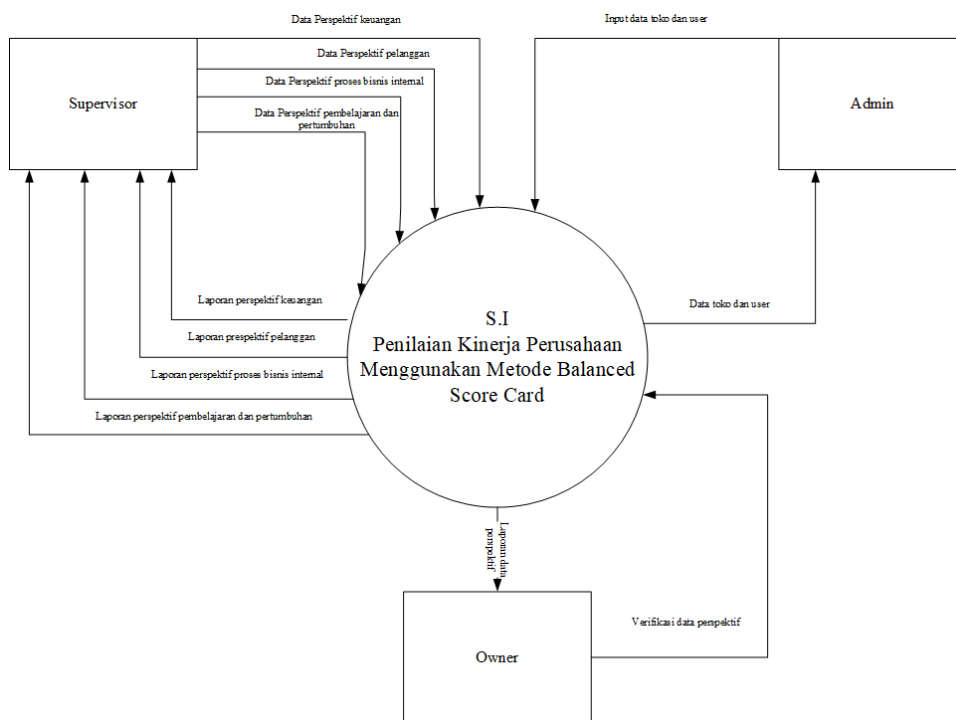 Data Perspektif keuangan
Input data toko dan user
Data Perspektif pelanggan
Data Perspektif proses bisnis internal
Supervisor
Admin
Data Perspektif pembelajaran dan
pertumbuhan
Laporan perspektif keuangan
Data toko dan user
S.I
Penilaian Kinerja Perusahaan
Menggunakan Metode Balanced
Score Card
Laporan prespektif pelanggan
Laporan perspektif proses bisnis internal
Laporan perspektif pembelajaran dan pertumbuhan
Laporan data
perspektif
Verifikasi data perspektif
Owner